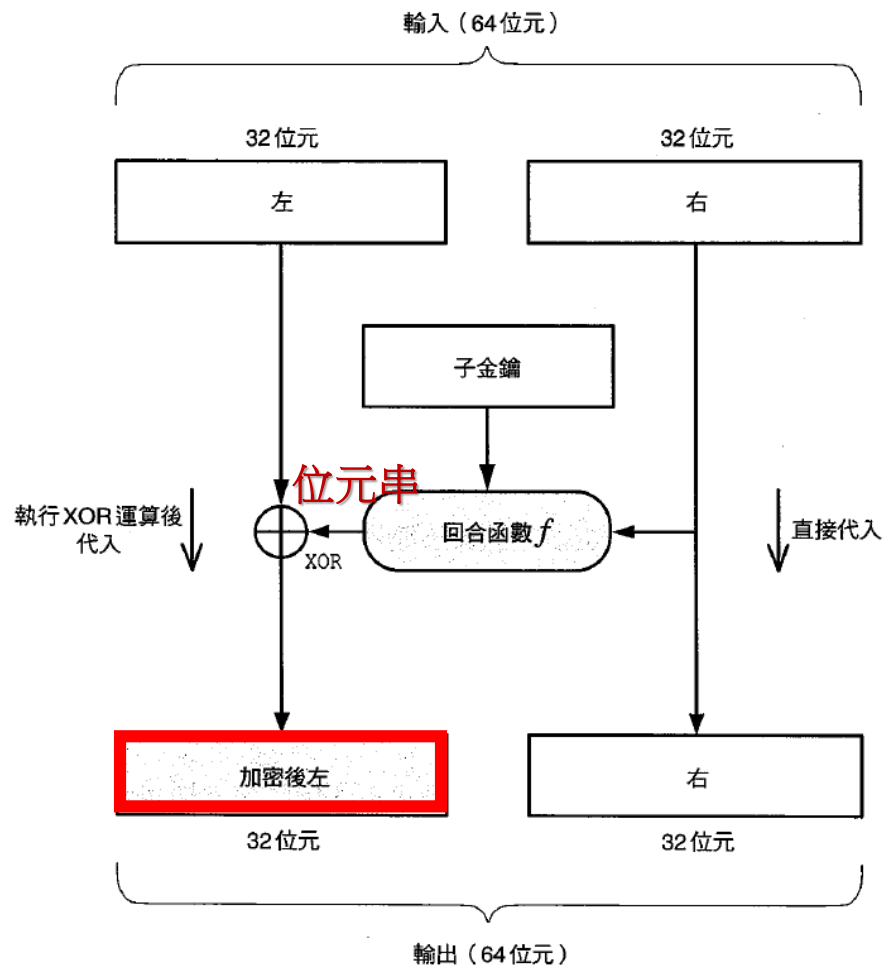 輸入（64位元）
32位元
32位元
左
右
子金鑰
位元串
執行XOR運算後
代入
回合函數f
直接代入
XOR
加密後左
右
32位元
32位元
輸出（64位元）